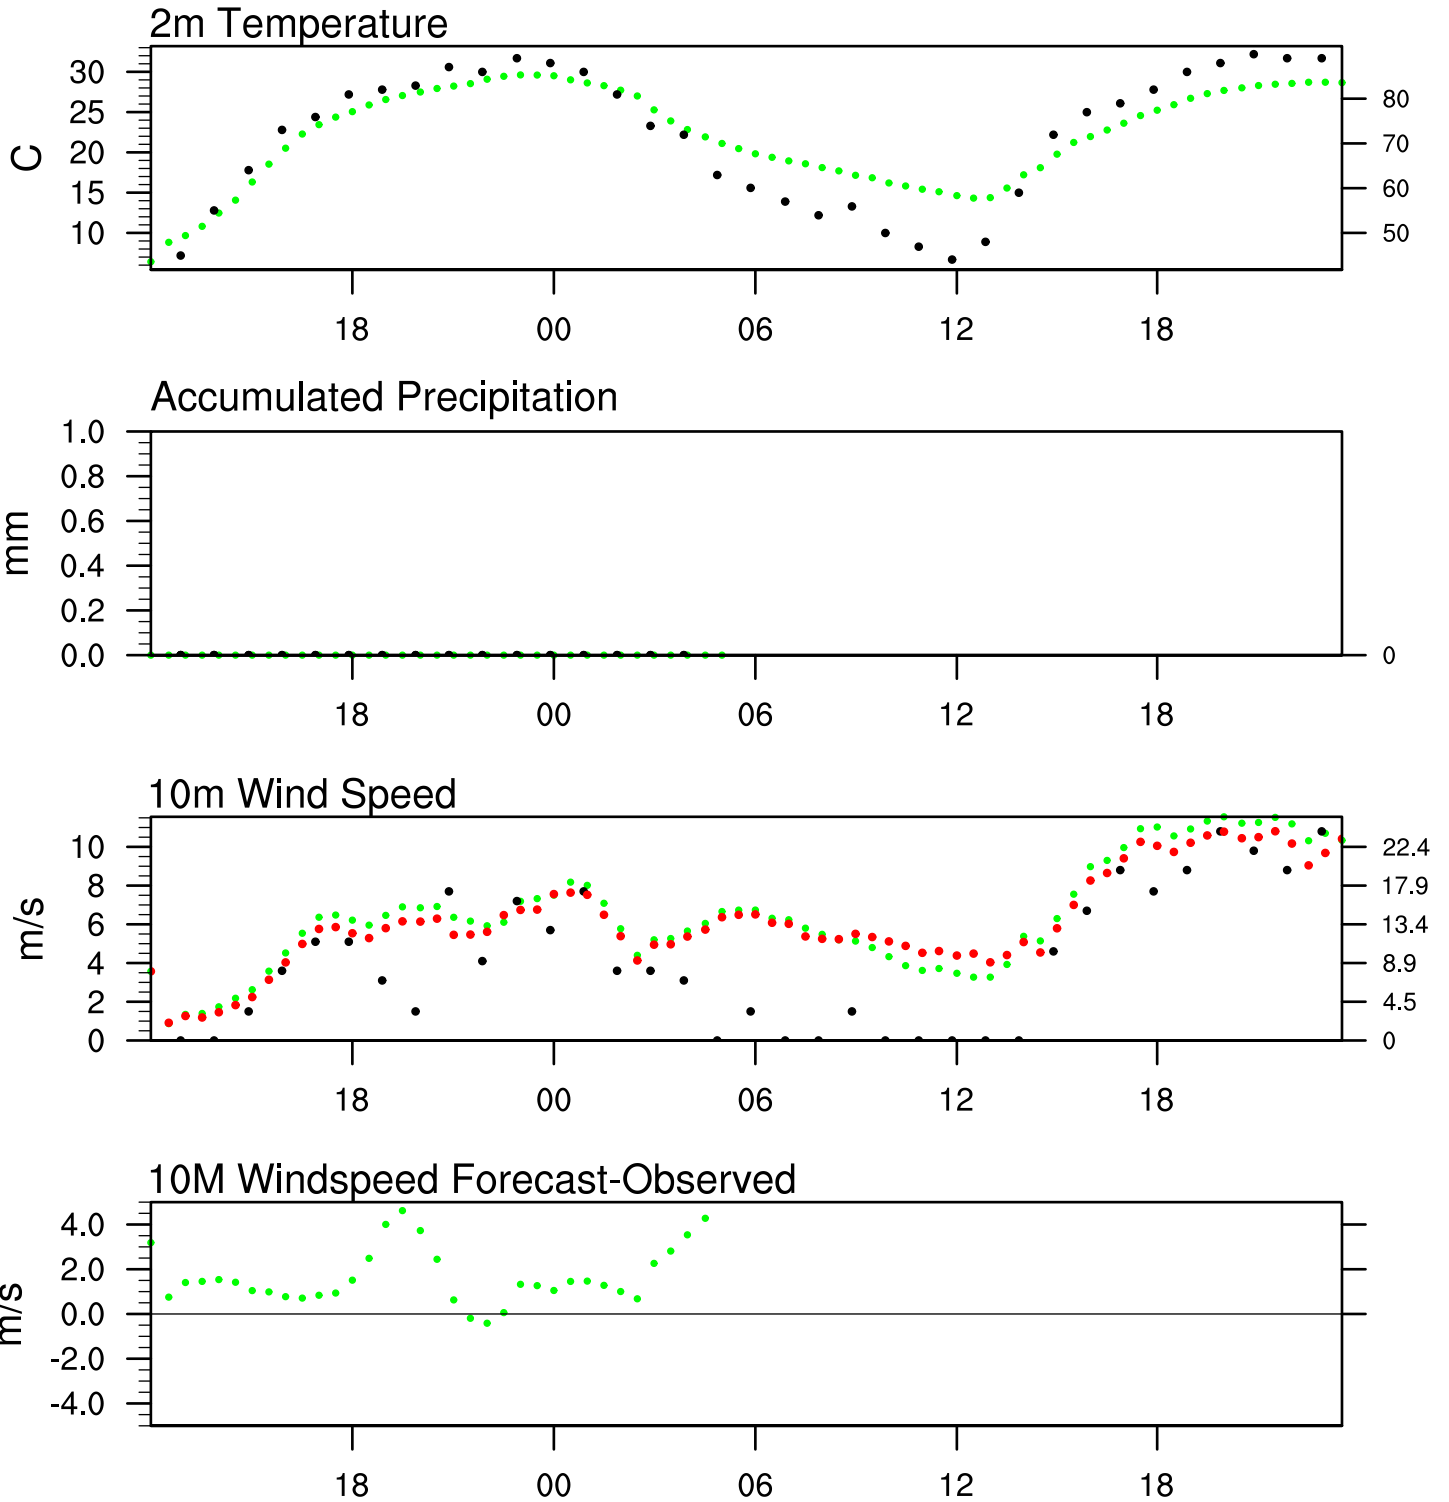 2m Temperature
C
30
25
20
15
10
80
70
60
50
18 00 06 12 18
Accumulated Precipitation
mm
1.0
0.8
0.6
0.4
0.2
0.0
0
18 00 06 12 18
10m Wind Speed
m/s
10
8
6
4
2
0
22.4
17.9
13.4
8.9
4.5
0
18 00 06 12 18
10M Windspeed Forecast-Observed
m/s
4.0
2.0
0.0
-2.0
-4.0
18 00 06 12 18